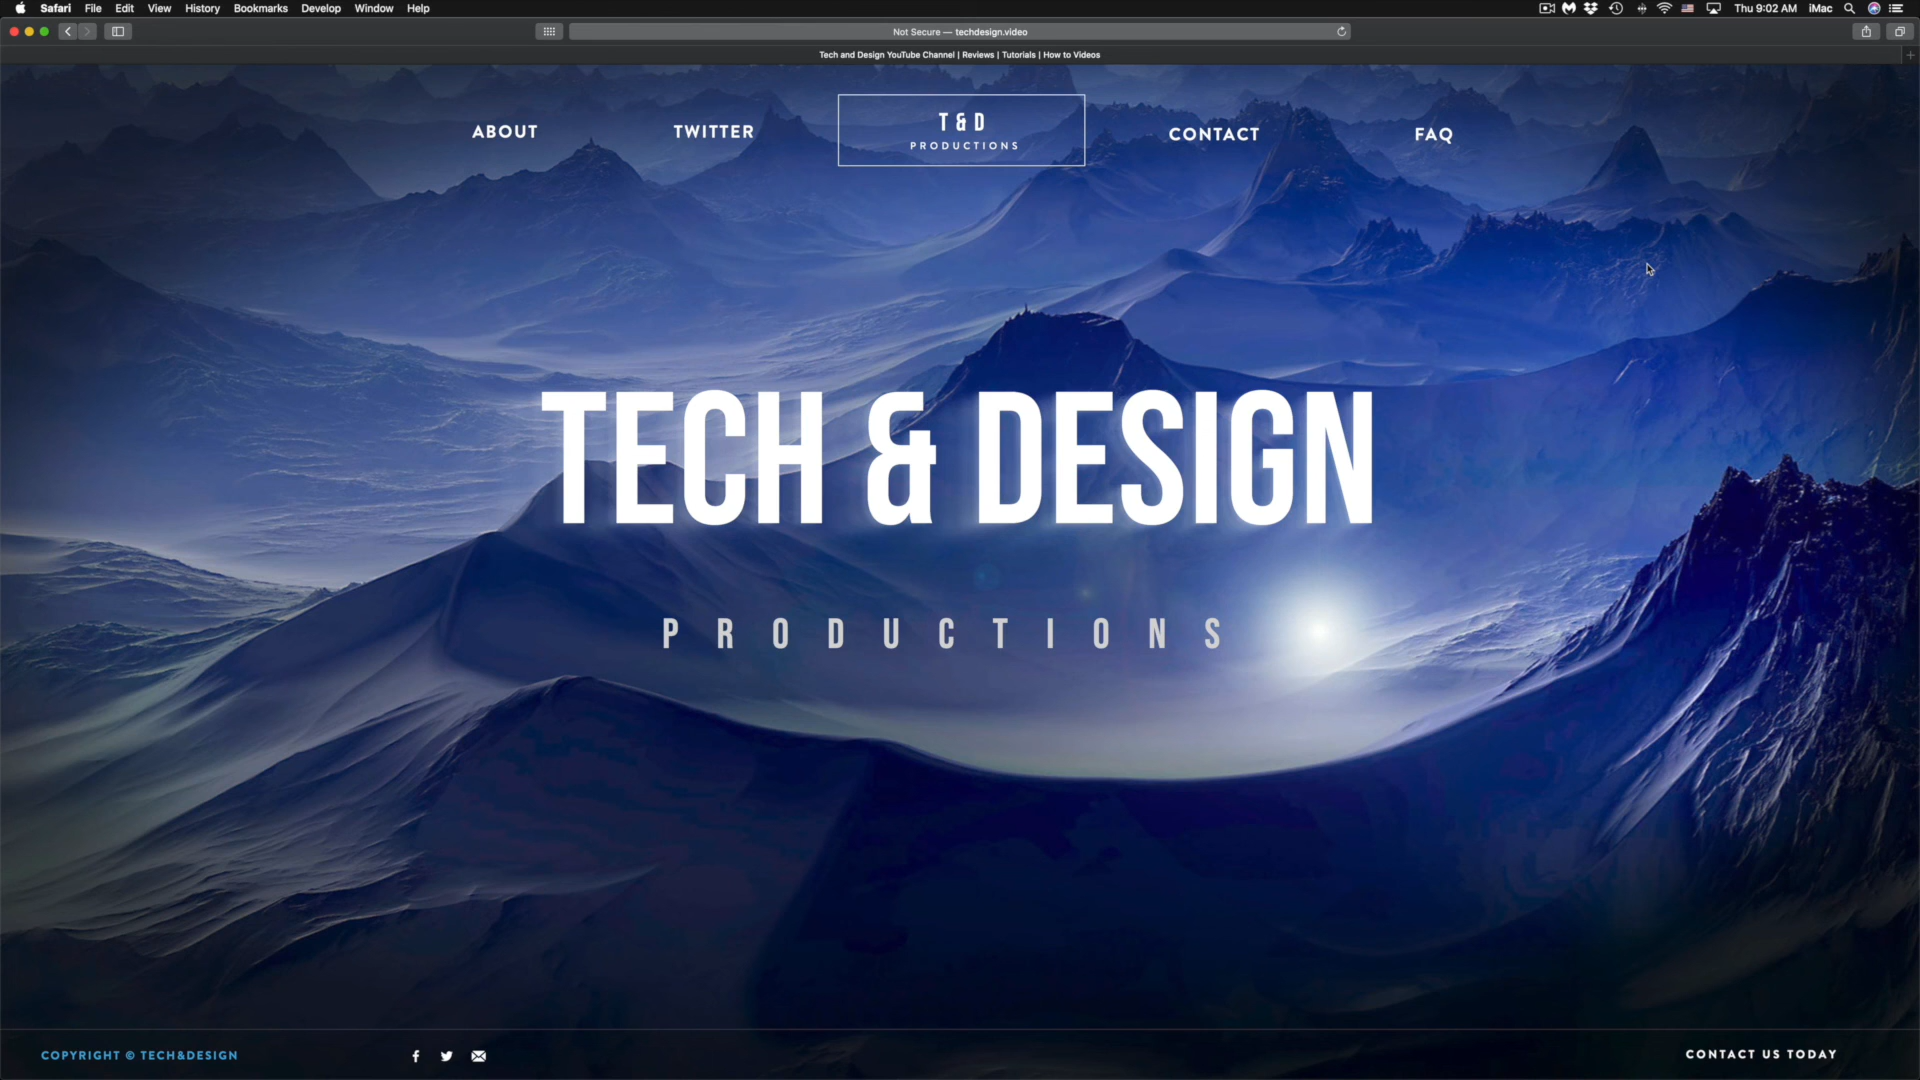 Safari File Edit View History Bookmarks Develop Window Help
Thu 9:02 AM iMac
Not Secure — techdesign.video
Tech and Design YouTube Channel | Reviews | Tutorials | How to Videos
ABOUT
TWITTER
T & D
PRODUCTIONS
CONTACT
FAQ
TECH & DESIGN
PRODUCTIONS
COPYRIGHT © TECH&DESIGN
CONTACT US TODAY